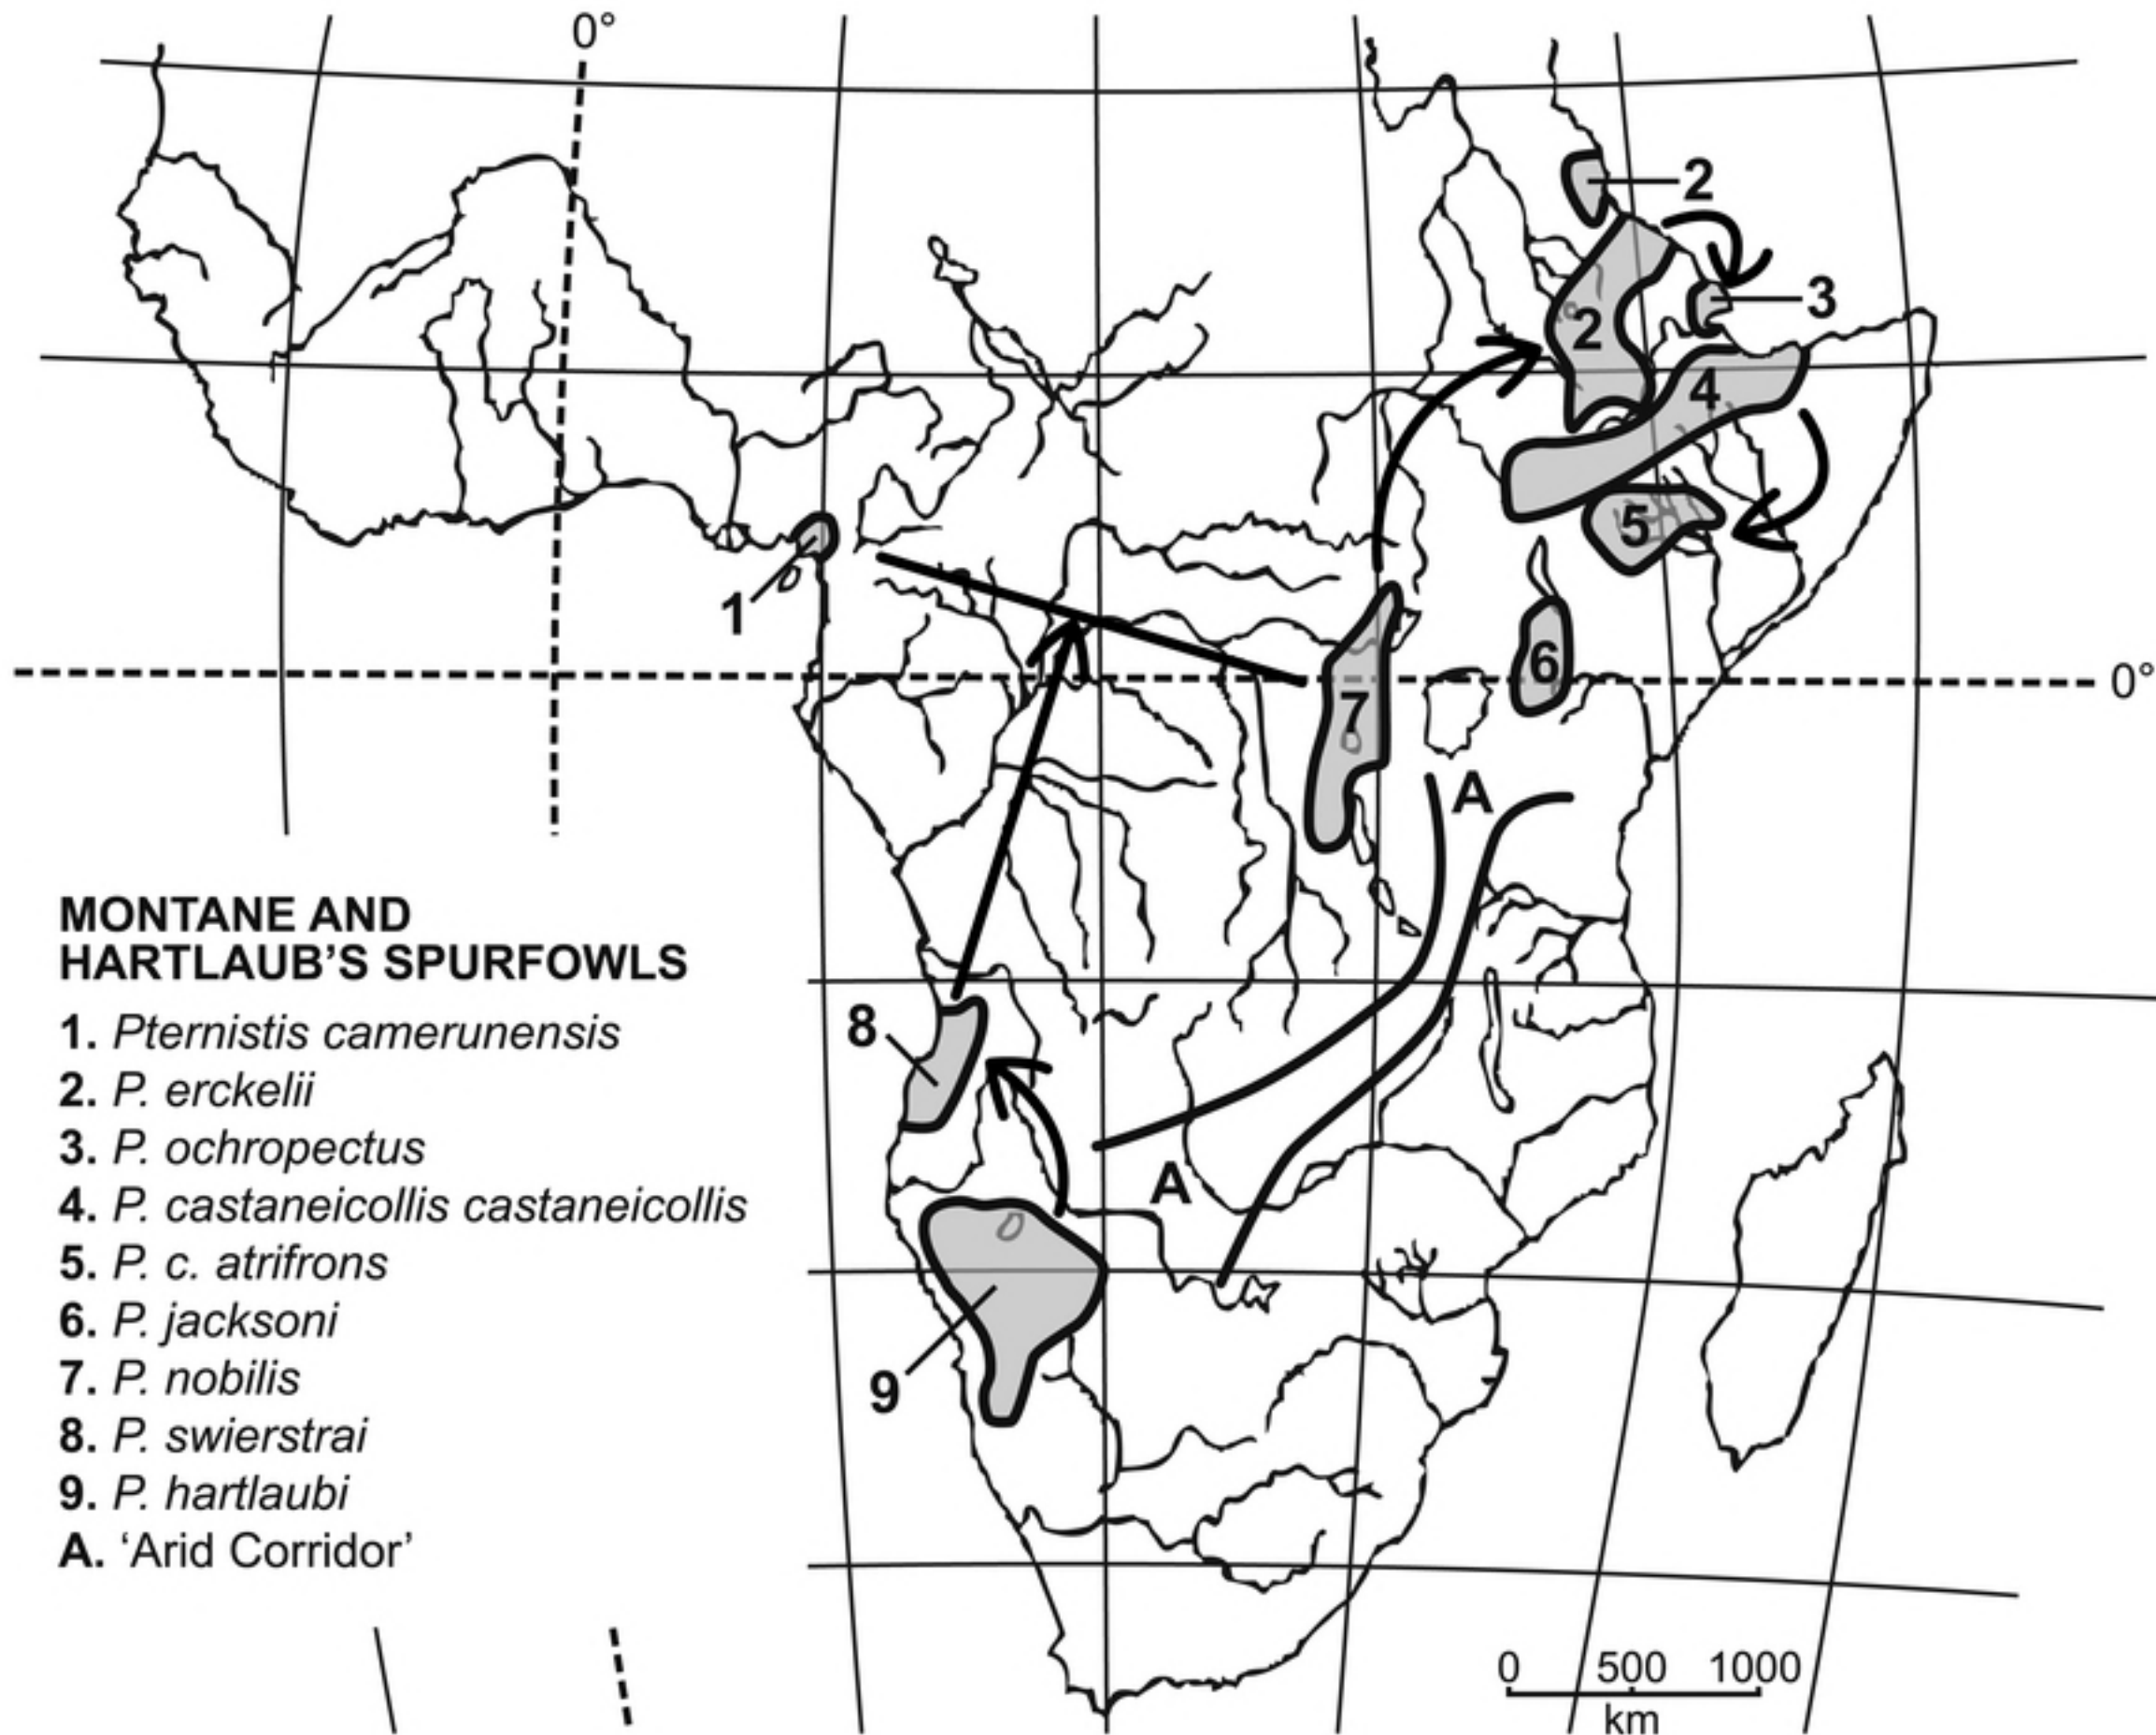 0°
2
3
2
4
5
1
6
0°
7
A
MONTANE AND
HARTLAUB'S SPURFOWLS
1. Pternistis camerunensis
2. P. erckelii
3. P. ochropectus
4. P. castaneicollis castaneicollis
5. P. c. atrifrons
6. P. jacksoni
7. P. nobilis
8. P. swierstrai
9. P. hartlaubi
A. ‘Arid Corridor’
8
A
9
0 500 1000
km